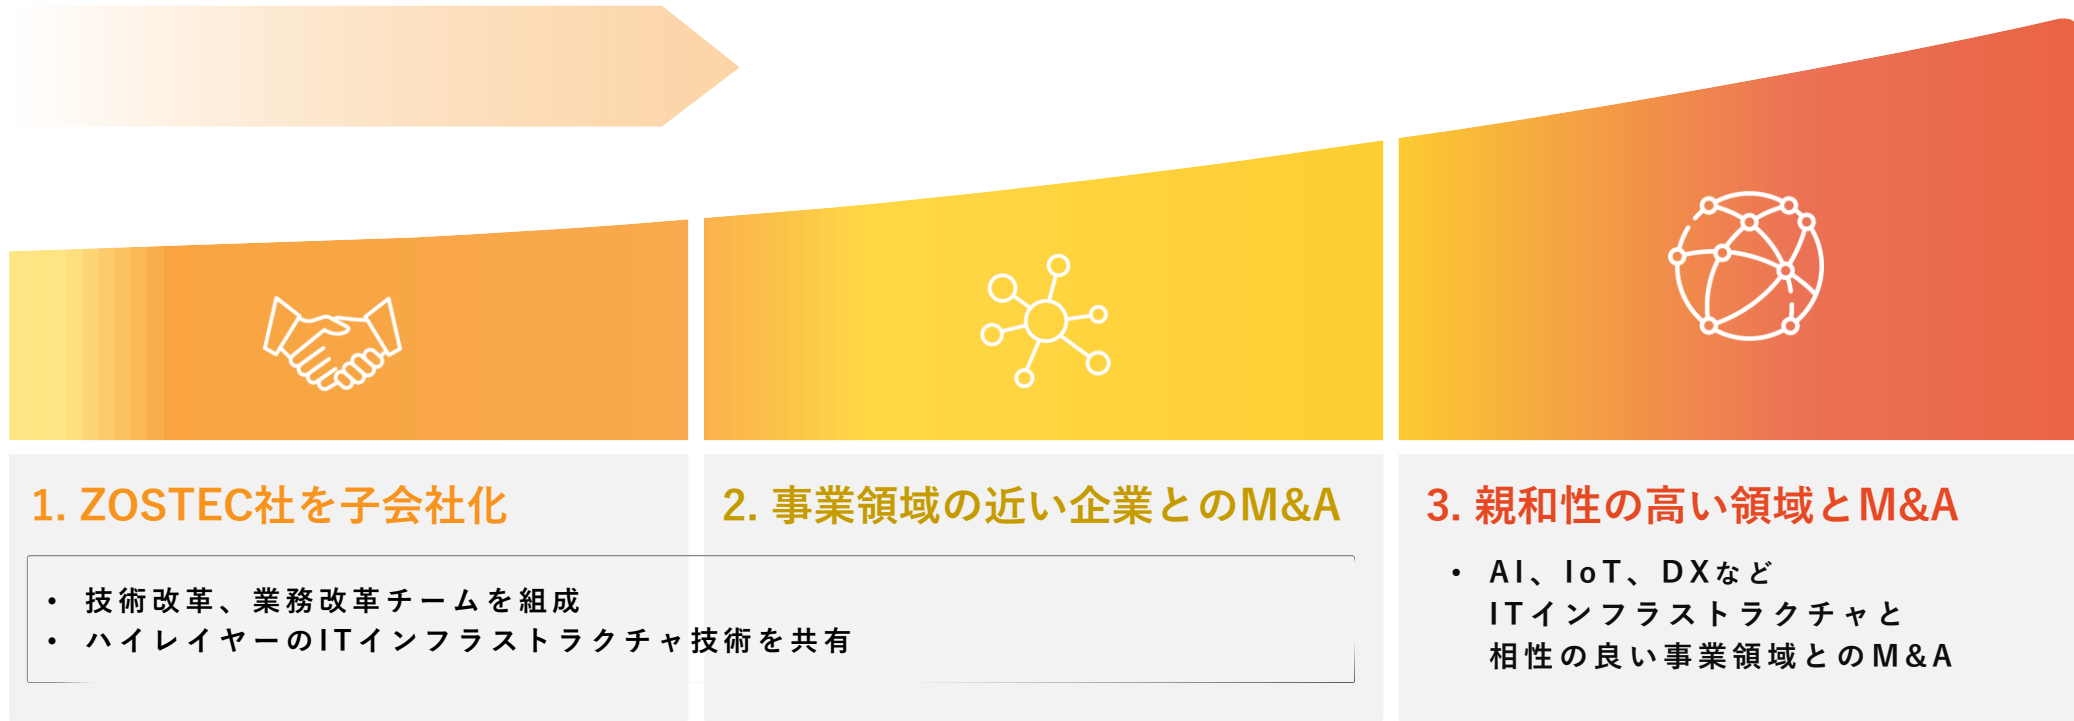 1. ZOSTEC社を子会社化
• 技術改革、業務改革チームを組成
• ハイレイヤーのITインフラストラクチャ技術を共有
2. 事業領域の近い企業とのM&A
3. 親和性の高い領域とM&A
• AI、IoT、DXなど
ITインフラストラクチャと
相性の良い事業領域とのM&A